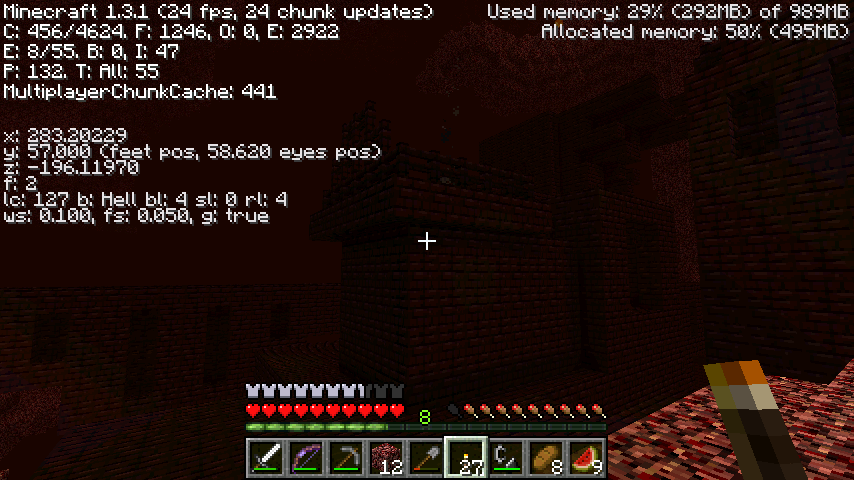 Minecraft 1.3.1 (24 fps, 24 chunk updates)
C: 456/4624. F: 1246, O: 0, E: 2922
E: 8/55. B: 0, I: 47
P: 132. T: All: 55
MultiplayerChunkCache: 441
Used memory: 29% (292MB) of 989MB
Allocated memory: 50% (495MB)
x: 283.20229
y: 57.000 (feet pos, 58.620 eyes pos)
z: -196.11970
f: 2
lc: 127 b: Hell bl: 4 sl: 0 rl: 4
ws: 0.100, fs: 0.050, g: true
8
12
27
8
9